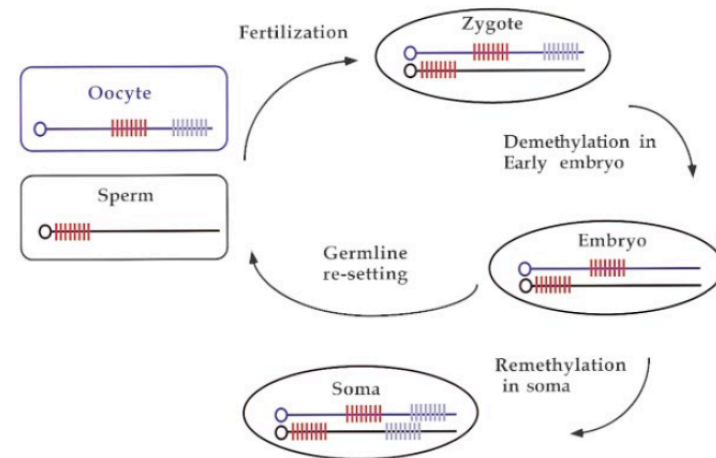 Fertilization
Zygote
Oocyte
Demethylation in
Early embryo
Sperm
Embryo
Germline
re-setting
Remethylation
in soma
Soma